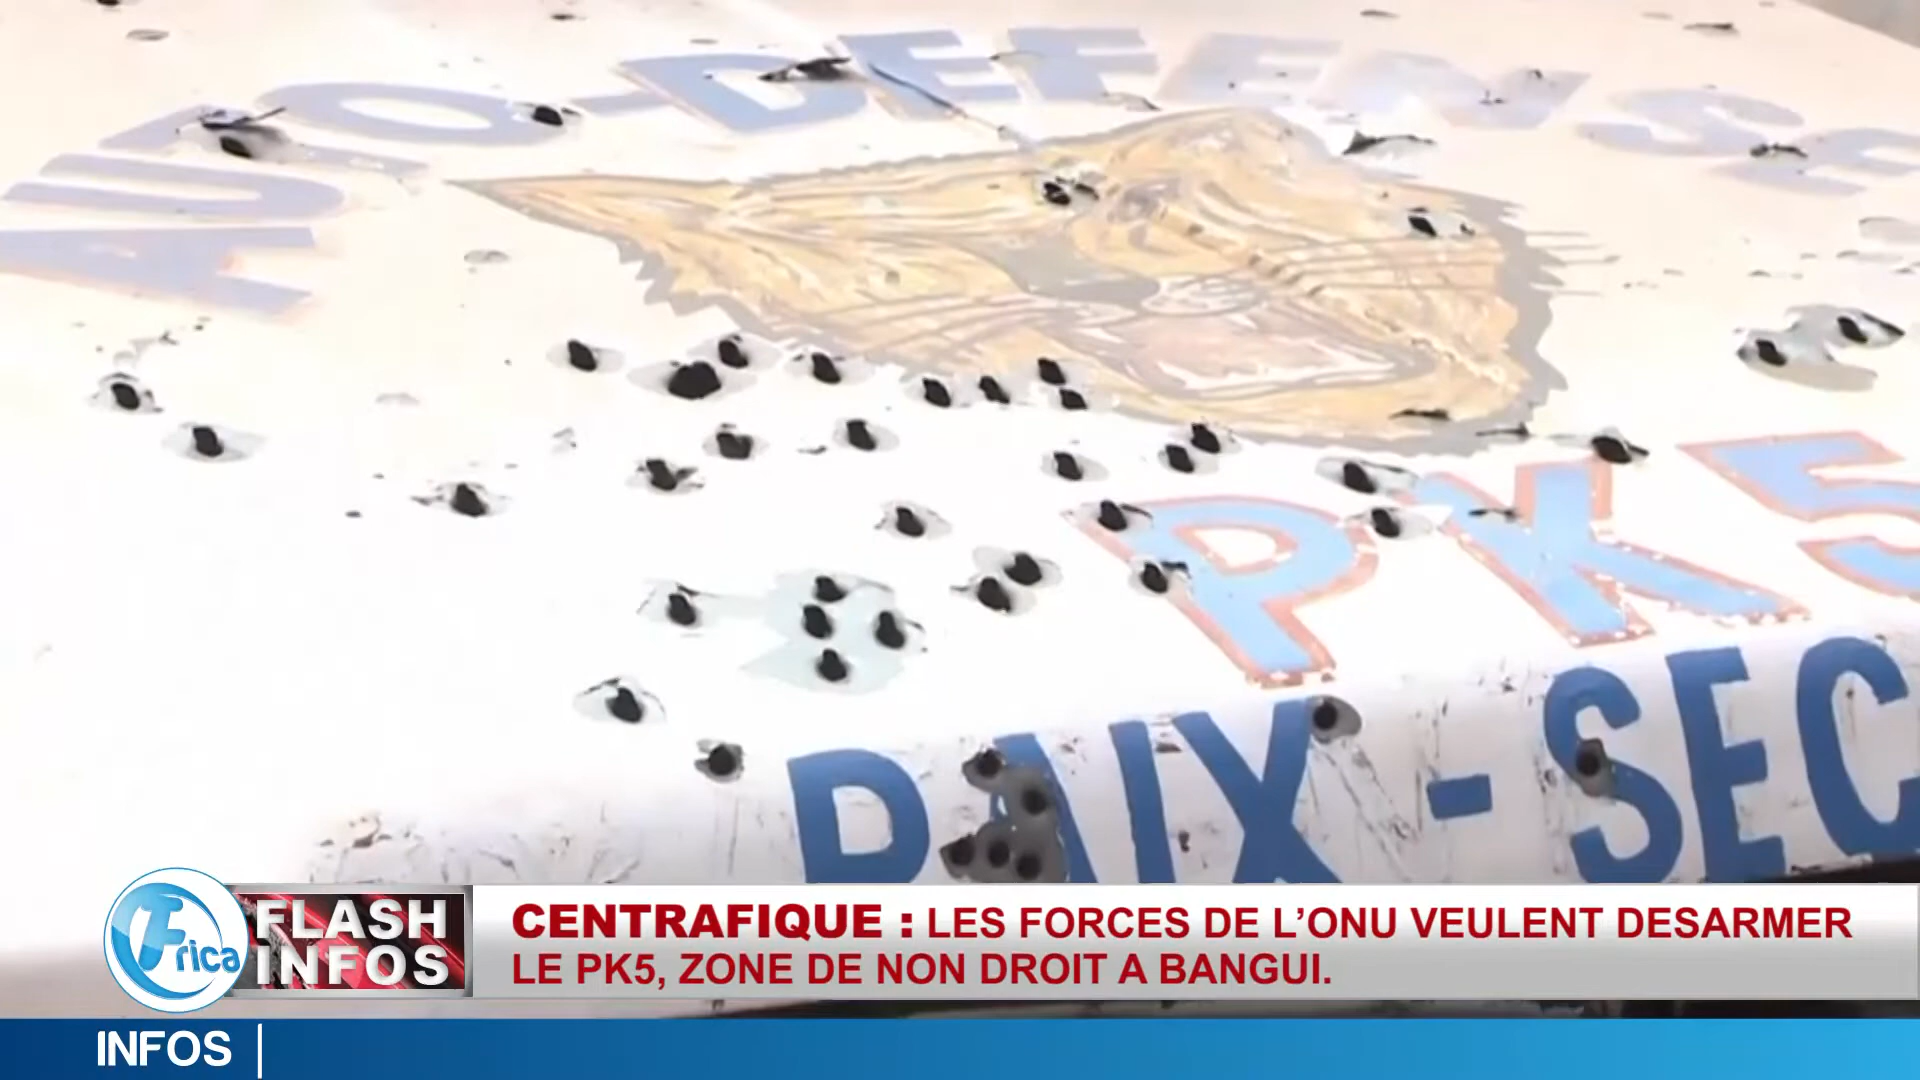 AUTO-DEFENSE
PK5
PAIX - SEC
frica
FLASH
INFOS
CENTRAFIQUE : LES FORCES DE L’ONU VEULENT DESARMER
LE PK5, ZONE DE NON DROIT A BANGUI.
INFOS